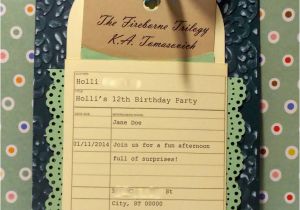 The Fireborne Trilogy
K.A. Tomasovich
TITLE
Holli
Holli's 12th Birthday Party
Jane Doe
01/11/2014 Join us for a fun afternoon
full of surprises!
St
City, ST 00000